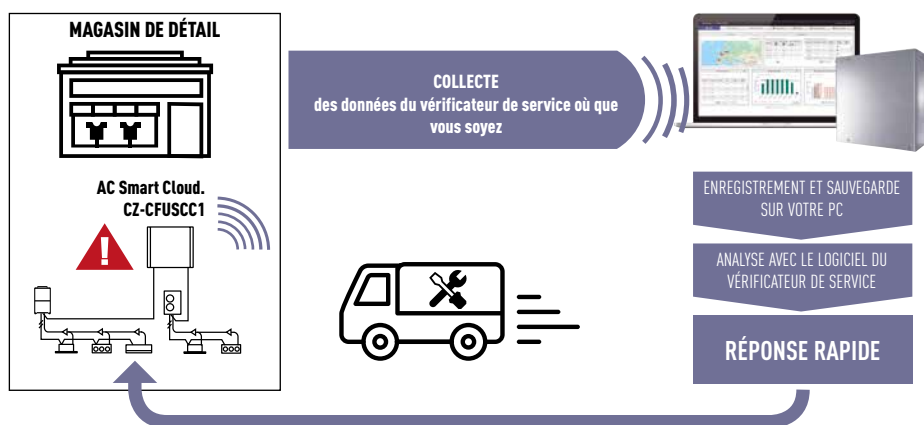 MAGASIN DE DÉTAIL
COLLECTE
des données du vérificateur de service où que
vous soyez
AC Smart Cloud.
CZ-CFUSCC1
ENREGISTREMENT ET SAUVEGARDE
SUR VOTRE PC
ANALYSE AVEC LE LOGICIEL DU
VÉRIFICATEUR DE SERVICE
RÉPONSE RAPIDE